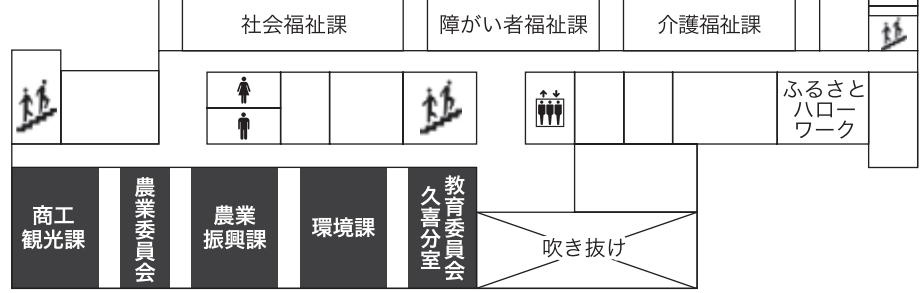 社会福祉課
障がい者福祉課
介護福祉課
ふるさと
ハロー
ワーク
商工
観光課
農業委員会
農業
振興課
環境課
教育委員会
久喜分室
吹き抜け